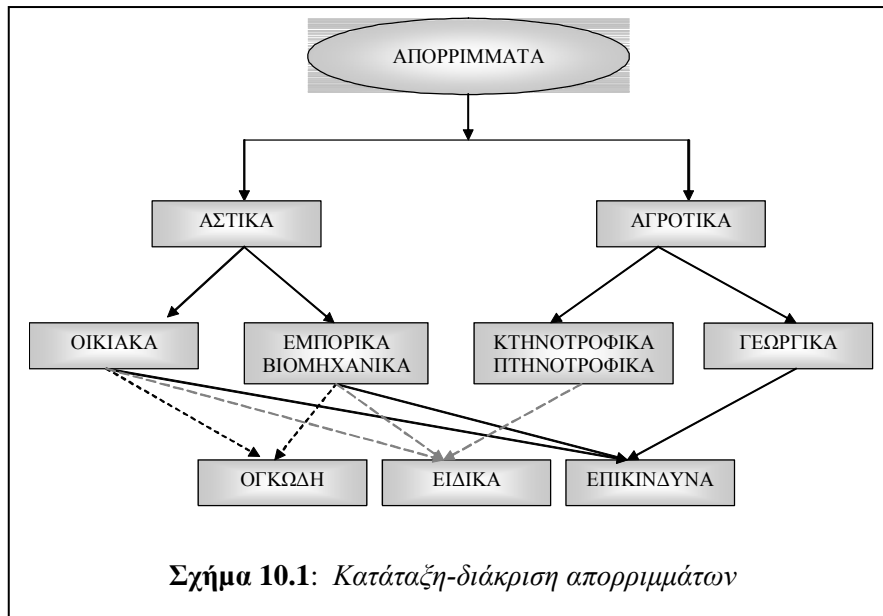 ΑΠΟΡΡΙΜΜΑΤΑ
ΑΣΤΙΚΑ
ΑΓΡΟΤΙΚΑ
ΟΙΚΙΑΚΑ
ΕΜΠΟΡΙΚΑ
ΒΙΟΜΗΧΑΝΙΚΑ
ΚΤΗΝΟΤΡΟΦΙΚΑ
ΠΤΗΝΟΤΡΟΦΙΚΑ
ΓΕΩΡΓΙΚΑ
ΟΓΚΩΔΗ
ΕΙΔΙΚΑ
ΕΠΙΚΙΝΔΥΝΑ
Σχήμα 10.1: Κατάταξη-διάκριση απορριμμάτων